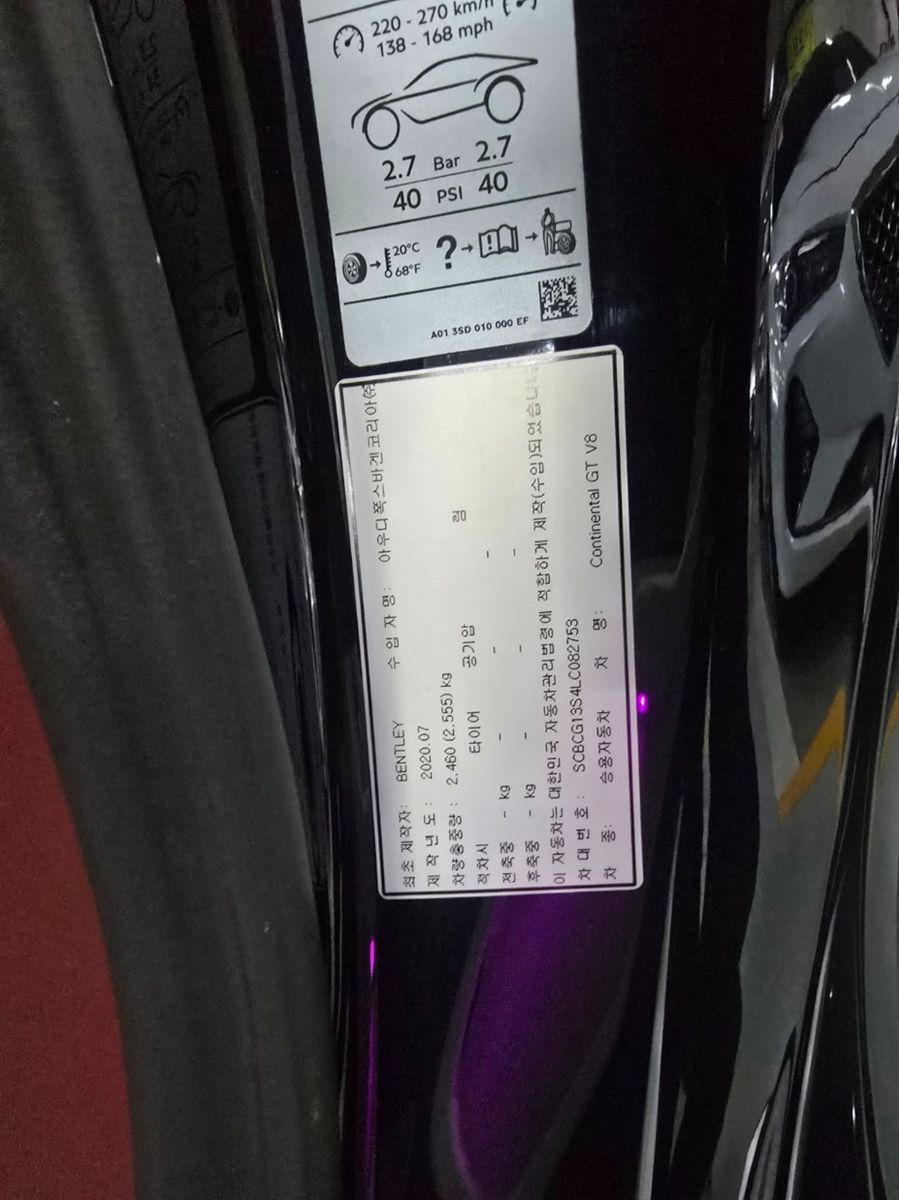 220 - 270 km/h
138 - 168 mph
2.7 Bar 2.7
40 PSI 40
20°C
68°F
?
A01 3SD 010 000 EF
최초 제작자: BENTLEY 수 입 자 명: 아우디폭스바겐코리아(주
제 작 년 도 : 2020.07
차량총중량 : 2,460 (2,555) kg
적차시 타이어 공기압 림
전축중 - kg - - -
후축중 - kg - - -
이 자동차는 대한민국 자동차관리법령에 적합하게 제작(수입)되었습니
차 대 번 호 : SCBCG13S4LC082753
차 종: 승용자동차 차 명: Continental GT V8